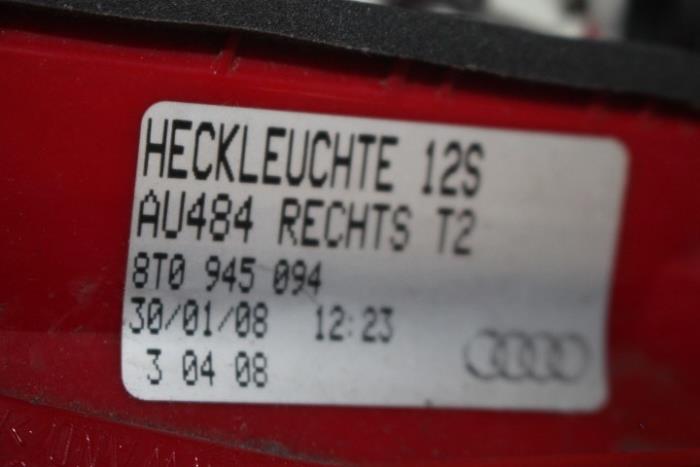 HECKLEUCHTE 12S
AU484 RECHTS T2
8T0 945 094
30/01/08 12:23
3 04 08